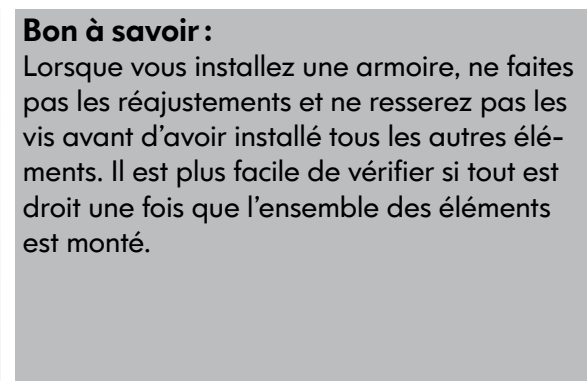 Bon à savoir :
Lorsque vous installez une armoire, ne faites
pas les réajustements et ne resserez pas les
vis avant d’avoir installé tous les autres élé-
ments. Il est plus facile de vérifier si tout est
droit une fois que l’ensemble des éléments
est monté.